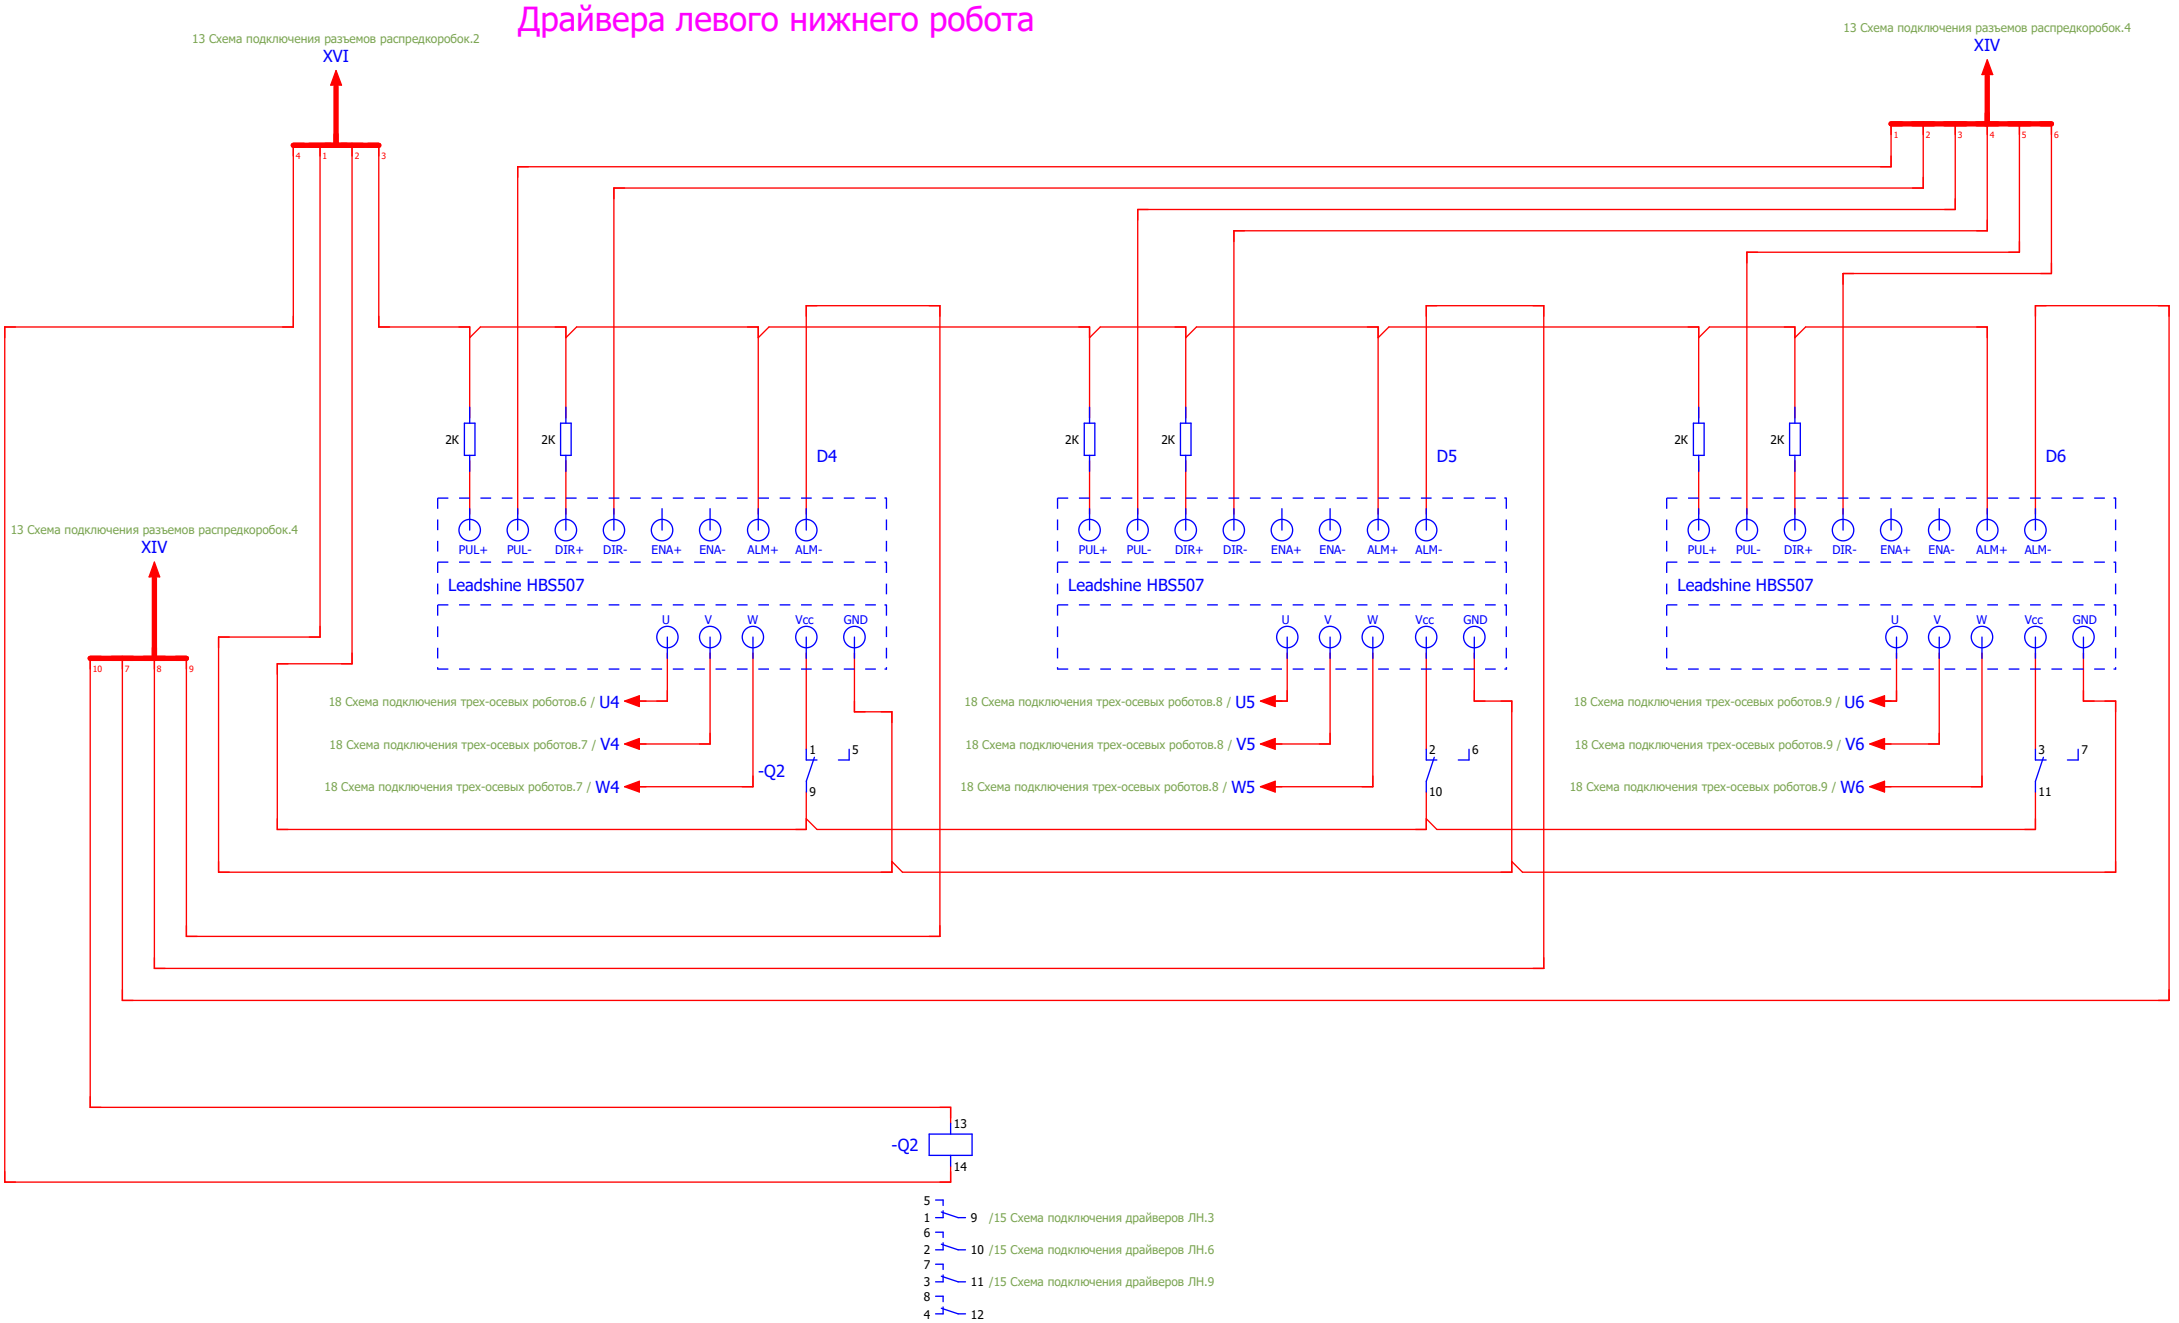 Драйвера левого нижнего робота
13 Схема подключения разъемов распредкоробок.2
XVI
13 Схема подключения разъемов распредкоробок.4
XIV
4 1 2 3
1 2 3 4 5 6
2K 2K D4
2K 2K D5
2K 2K D6
13 Схема подключения разъемов распредкоробок.4
XIV
10 7 8 9
PUL+ PUL- DIR+ DIR- ENA+ ENA- ALM+ ALM-
Leadshine HBS507
U V W Vcc GND
PUL+ PUL- DIR+ DIR- ENA+ ENA- ALM+ ALM-
Leadshine HBS507
U V W Vcc GND
PUL+ PUL- DIR+ DIR- ENA+ ENA- ALM+ ALM-
Leadshine HBS507
U V W Vcc GND
18 Схема подключения трех-осевых роботов.6 / U4
18 Схема подключения трех-осевых роботов.7 / V4
18 Схема подключения трех-осевых роботов.7 / W4
-Q2
1 5
9
18 Схема подключения трех-осевых роботов.8 / U5
18 Схема подключения трех-осевых роботов.8 / V5
18 Схема подключения трех-осевых роботов.8 / W5
2 6
10
18 Схема подключения трех-осевых роботов.9 / U6
18 Схема подключения трех-осевых роботов.9 / V6
18 Схема подключения трех-осевых роботов.9 / W6
3 7
11
13
-Q2
14
5
1 9 /15 Схема подключения драйверов ЛН.3
6
2 10 /15 Схема подключения драйверов ЛН.6
7
3 11 /15 Схема подключения драйверов ЛН.9
8
4 12